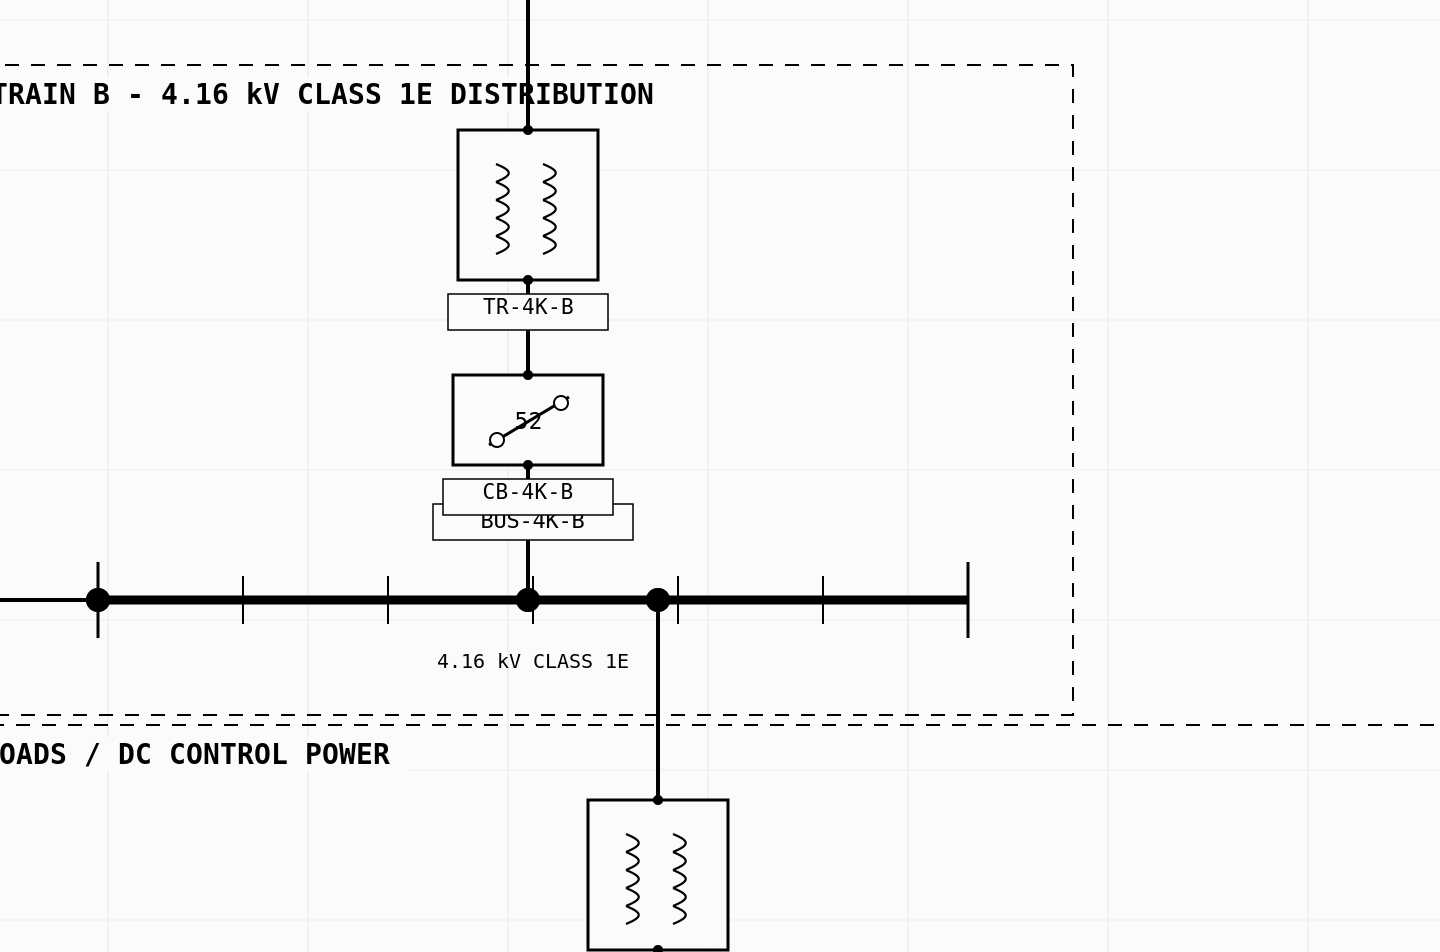 TRAIN B - 4.16 kV CLASS 1E DISTRIBUTION
TR-4K-B
52
CB-4K-B
BUS-4K-B
4.16 kV CLASS 1E
/ DC CONTROL POWER